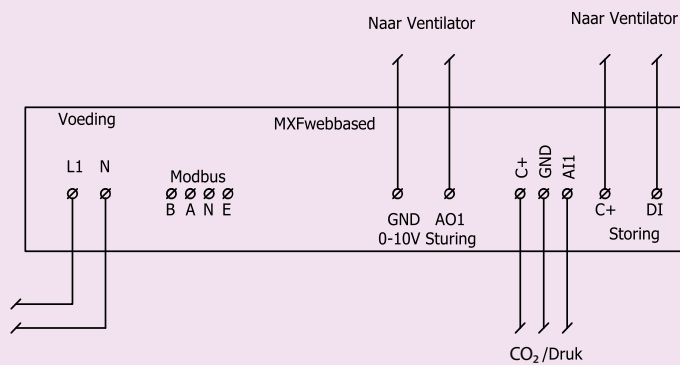 Naar Ventilator Naar Ventilator
Voeding
MXFwebbased
L1 N
Modbus
B A N E
C+ GND AI1
GND AO1
0-10V Sturing
C+ DI
Storing
CO₂/Druk